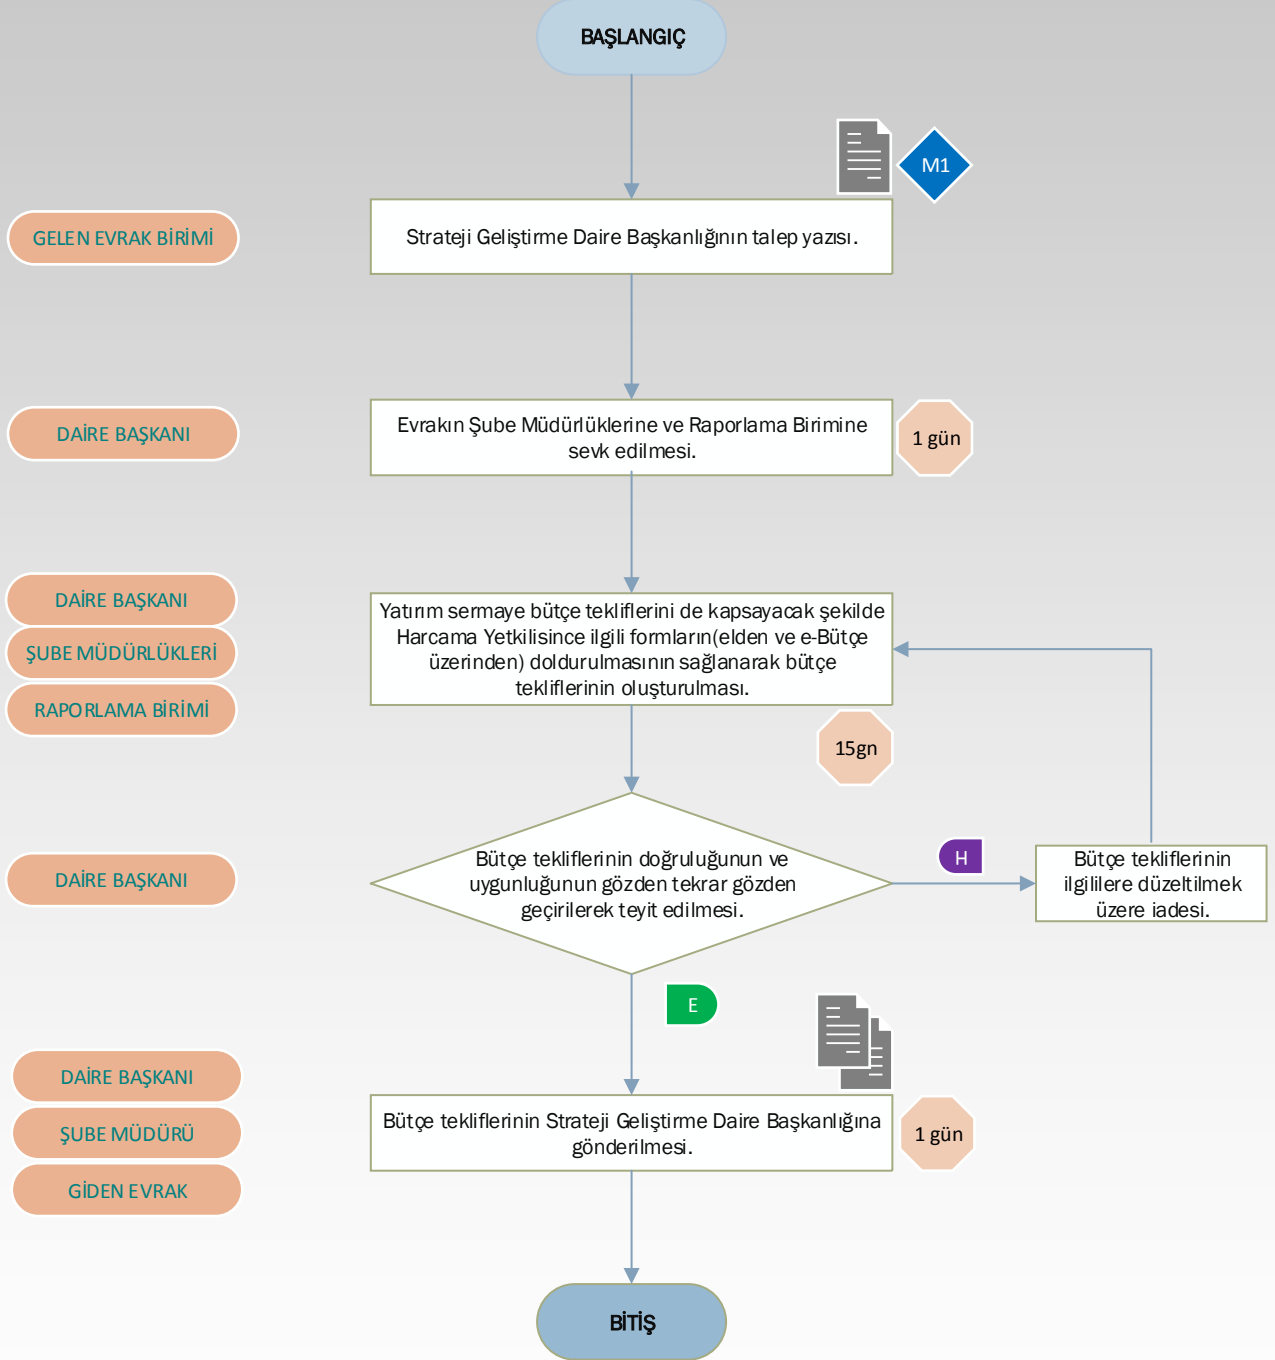 BAŞLANGIÇ
M1
GELEN EVRAK BİRİMİ
Strateji Geliştirme Daire Başkanlığının talep yazısı.
DAİRE BAŞKANI
Evrakın Şube Müdürlüklerine ve Raporlama Birimine
sevk edilmesi.
1 gün
DAİRE BAŞKANI
ŞUBE MÜDÜRLÜKLERİ
RAPORLAMA BİRİMİ
Yatırım sermaye bütçe tekliflerini de kapsayacak şekilde
Harcama Yetkilisince ilgili formların(elden ve e-Bütçe
üzerinden) doldurulmasının sağlanarak bütçe
tekliflerinin oluşturulması.
15gn
DAİRE BAŞKANI
Bütçe tekliflerinin doğruluğunun ve
uygunluğunun gözden tekrar gözden
geçirilerek teyit edilmesi.
H
Bütçe tekliflerinin
ilgililere düzeltilmek
üzere iadesi.
E
DAİRE BAŞKANI
ŞUBE MÜDÜRÜ
GİDEN EVRAK
Bütçe tekliflerinin Strateji Geliştirme Daire Başkanlığına
gönderilmesi.
1 gün
BİTİŞ